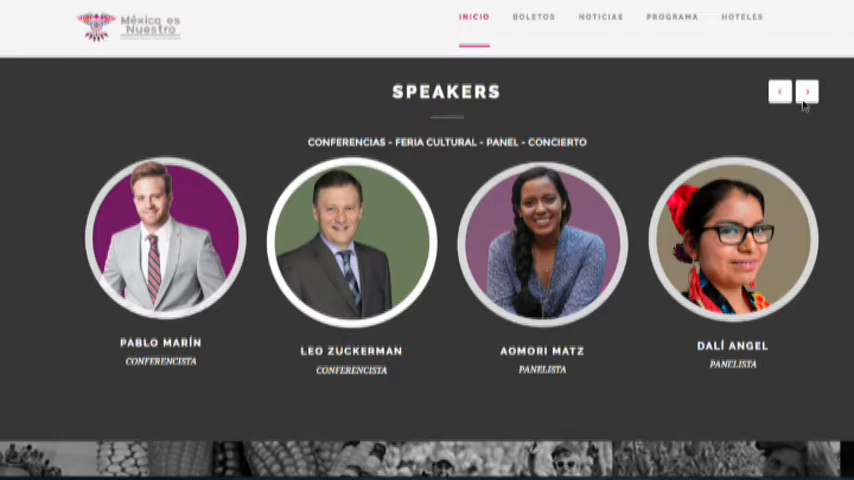 México es
Nuestro
INICIO
BOLETOS
NOTICIAS
PROGRAMA
HOTELES
SPEAKERS
CONFERENCIAS - FERIA CULTURAL - PANEL - CONCIERTO
PABLO MARÍN
CONFERENCISTA
LEO ZUCKERMAN
CONFERENCISTA
AOMORI MATZ
PANELISTA
DALÍ ANGEL
PANELISTA